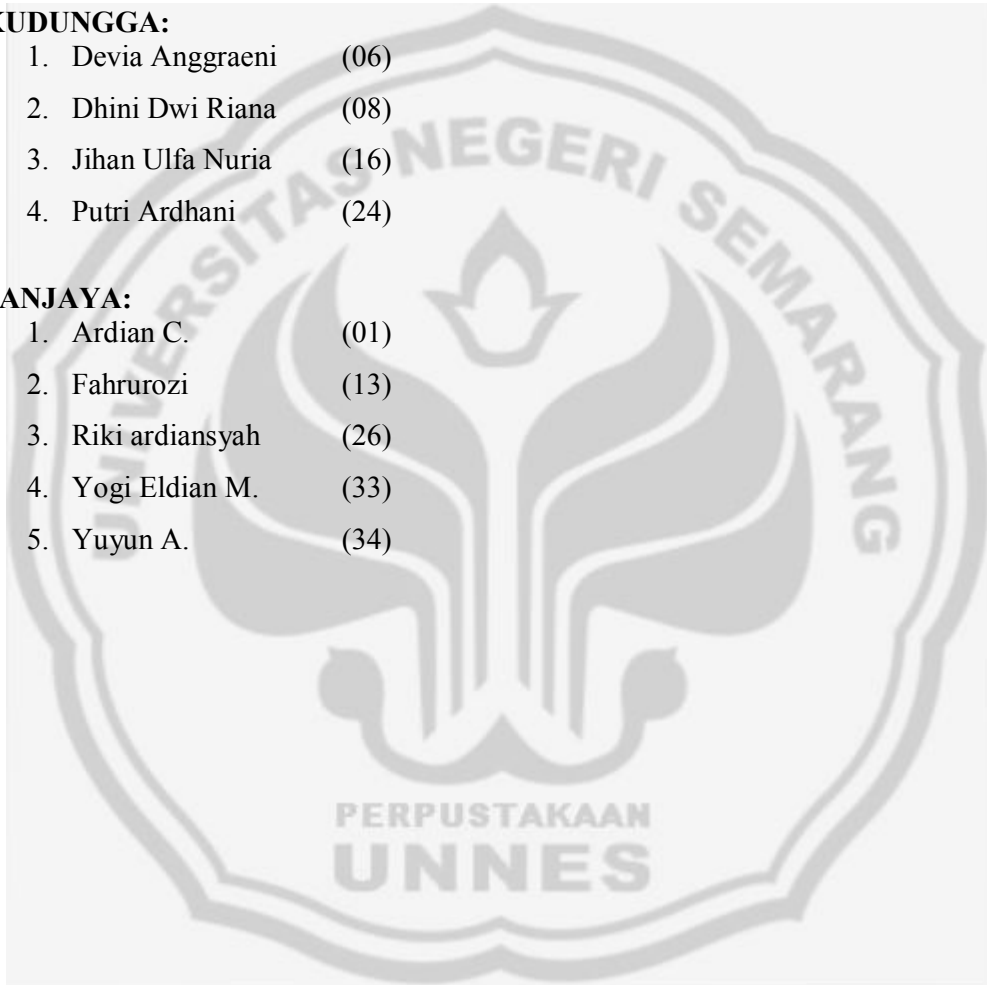 KUDUNGGA:
1. Devia Anggraeni (06)
2. Dhini Dwi Riana (08)
3. Jihan Ulfa Nuria (16)
4. Putri Ardhani (24)
ANJAYA:
1. Ardian C. (01)
2. Fahrurozi (13)
3. Riki ardiansyah (26)
4. Yogi Eldian M. (33)
5. Yuyun A. (34)
UNIVERSITAS NEGERI SEMARANG
PERPUSTAKAAN
UNNES